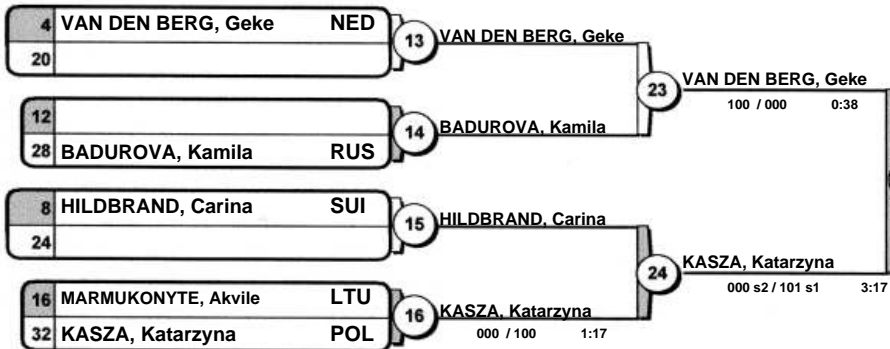 4 VAN DEN BERG, Geke NED
20
13 VAN DEN BERG, Geke
12
28 BADUROVA, Kamila RUS
14 BADUROVA, Kamila
23 VAN DEN BERG, Geke
100 / 000 0:38
8 HILDBRAND, Carina SUI
24
15 HILDBRAND, Carina
16 MARMUKONYTE, Akvile LTU
32 KASZA, Katarzyna POL
16 KASZA, Katarzyna
000 / 100 1:17
24 KASZA, Katarzyna
000 s2 / 101 s1 3:17